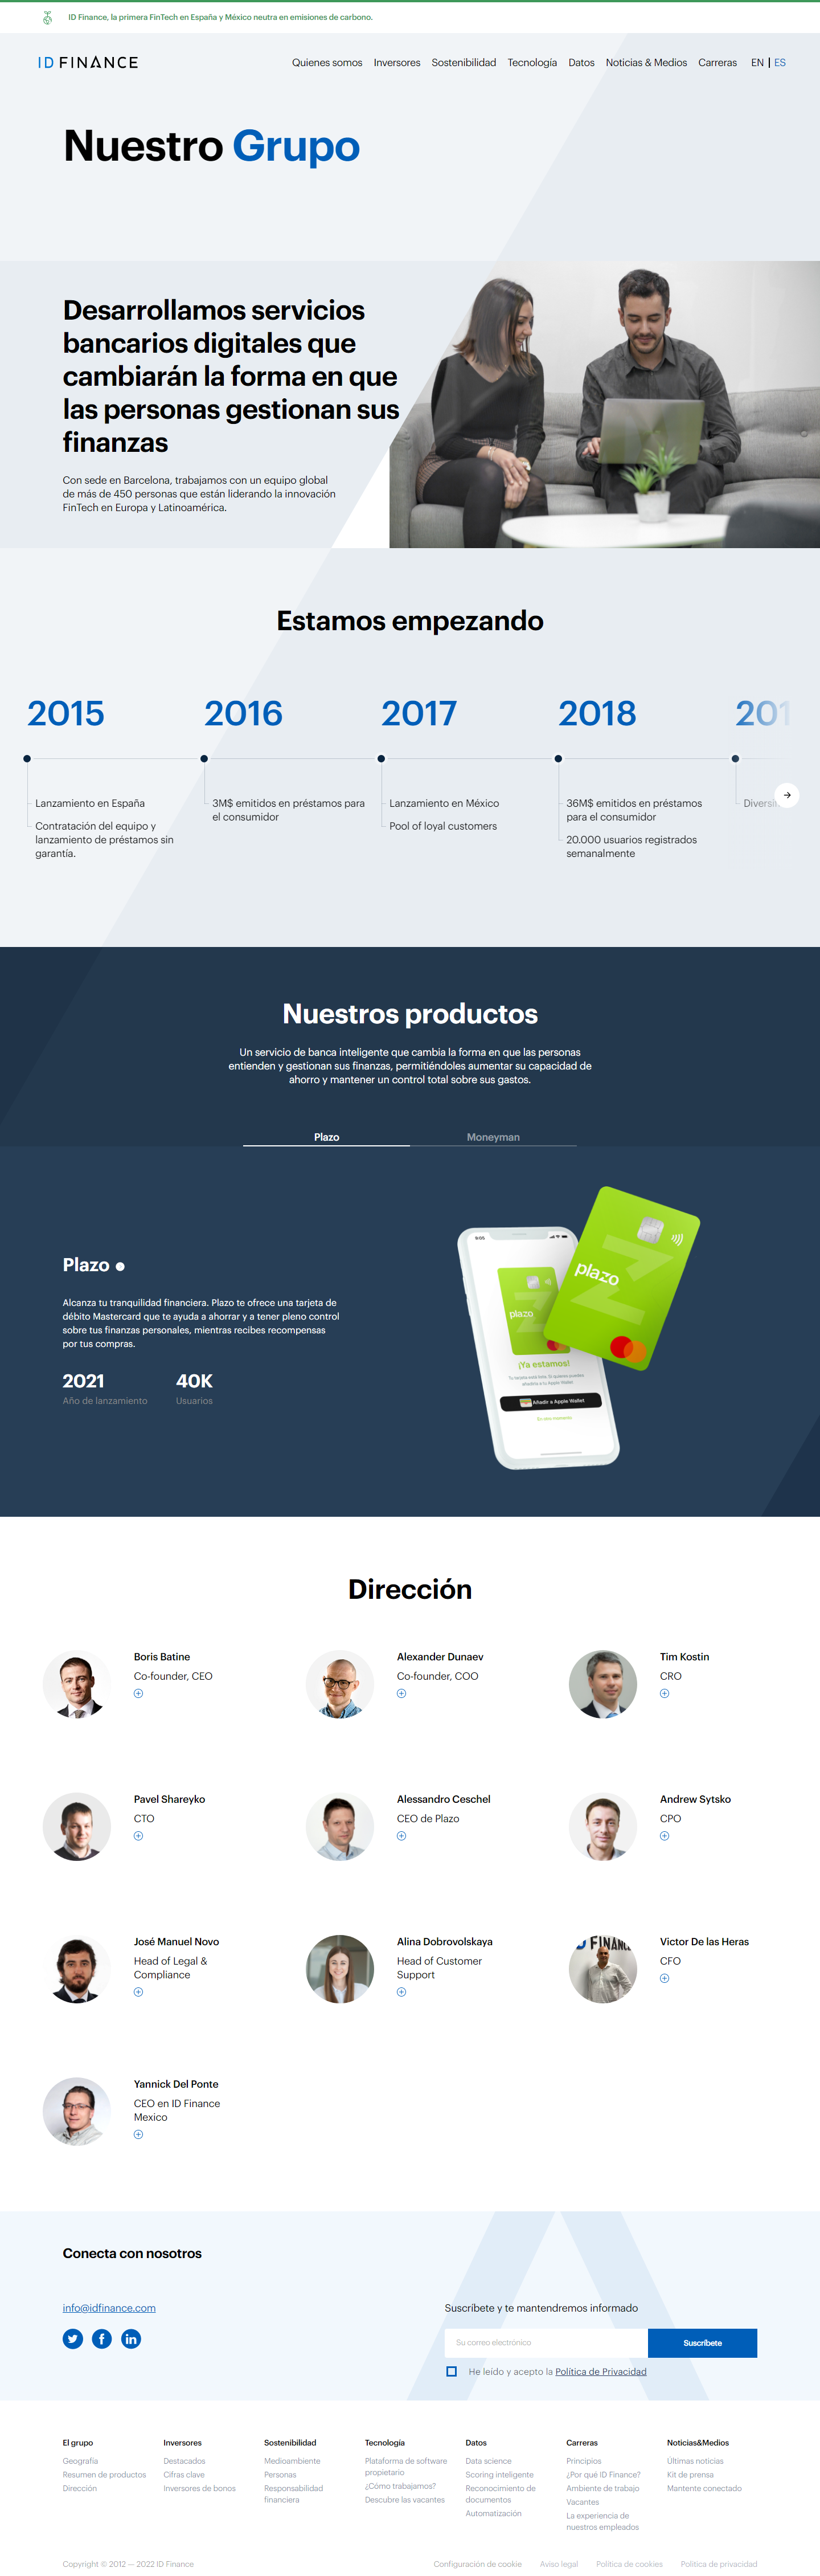 ID Finance, la primera FinTech en España y México neutra en emisiones de carbono.
ID FINANCE
Quienes somos Inversores Sostenibilidad Tecnología Datos Noticias & Medios Carreras EN | ES
Nuestro Grupo
Desarrollamos servicios
bancarios digitales que
cambiarán la forma en que
las personas gestionan sus
finanzas
Con sede en Barcelona, trabajamos con un equipo global
de más de 450 personas que están liderando la innovación
FinTech en Europa y Latinoamérica.
Estamos empezando
2015
Lanzamiento en España
Contratación del equipo y
lanzamiento de préstamos sin
garantía.
2016
3M$ emitidos en préstamos para
el consumidor
2017
Lanzamiento en México
Pool of loyal customers
2018
36M$ emitidos en préstamos
para el consumidor
20.000 usuarios registrados
semanalmente
201
Nuestros productos
Un servicio de banca inteligente que cambia la forma en que las personas
entienden y gestionan sus finanzas, permitiéndoles aumentar su capacidad de
ahorro y mantener un control total sobre sus gastos.
Plazo Moneyman
Plazo
Alcanza tu tranquilidad financiera. Plazo te ofrece una tarjeta de
débito Mastercard que te ayuda a ahorrar y a tener pleno control
sobre tus finanzas personales, mientras recibes recompensas
por tus compras.
2021
Año de lanzamiento
40K
Usuarios
9:05
plazo
plazo
¡Ya estamos!
Tu tarjeta está lista. Si quieres puedes
añadirla a tu Apple Wallet
Añadir a Apple Wallet
Dirección
Boris Batine
Co-founder, CEO
Alexander Dunaev
Co-founder, COO
Tim Kostin
CRO
Pavel Shareyko
CTO
Alessandro Ceschel
CEO de Plazo
Andrew Sytsko
CPO
José Manuel Novo
Head of Legal &
Compliance
Alina Dobrovolskaya
Head of Customer
Support
D FINANC
Victor De las Heras
CFO
Yannick Del Ponte
CEO en ID Finance
Mexico
Conecta con nosotros
info@idfinance.com
Suscríbete y te mantendremos informado
Su correo electrónico
Suscríbete
He leído y acepto la Política de Privacidad
El grupo
Geografía
Resumen de productos
Dirección
Inversores
Destacados
Cifras clave
Inversores de bonos
Sostenibilidad
Medioambiente
Personas
Responsabilidad
financiera
Tecnología
Plataforma de software
propietario
¿Cómo trabajamos?
Descubre las vacantes
Datos
Data science
Scoring inteligente
Reconocimiento de
documentos
Automatización
Carreras
Principios
¿Por qué ID Finance?
Ambiente de trabajo
Vacantes
La experiencia de
nuestros empleados
Noticias&Medios
Últimas noticias
Kit de prensa
Mantente conectado
Copyright © 2012 — 2022 ID Finance
Configuración de cookie Aviso legal Política de cookies Política de privacidad